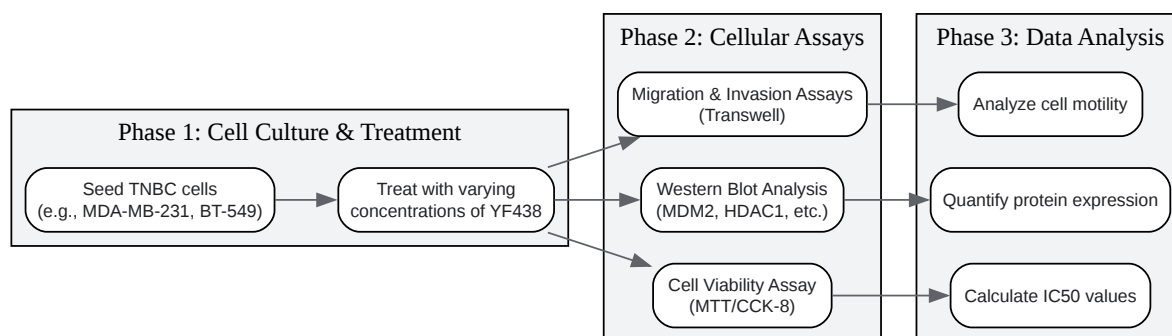 Phase 1: Cell Culture & Treatment
Seed TNBC cells
(e.g., MDA-MB-231, BT-549)
Treat with varying
concentrations of YF438
Phase 2: Cellular Assays
Migration & Invasion Assays
(Transwell)
Western Blot Analysis
(MDM2, HDAC1, etc.)
Cell Viability Assay
(MTT/CCK-8)
Phase 3: Data Analysis
Analyze cell motility
Quantify protein expression
Calculate IC50 values